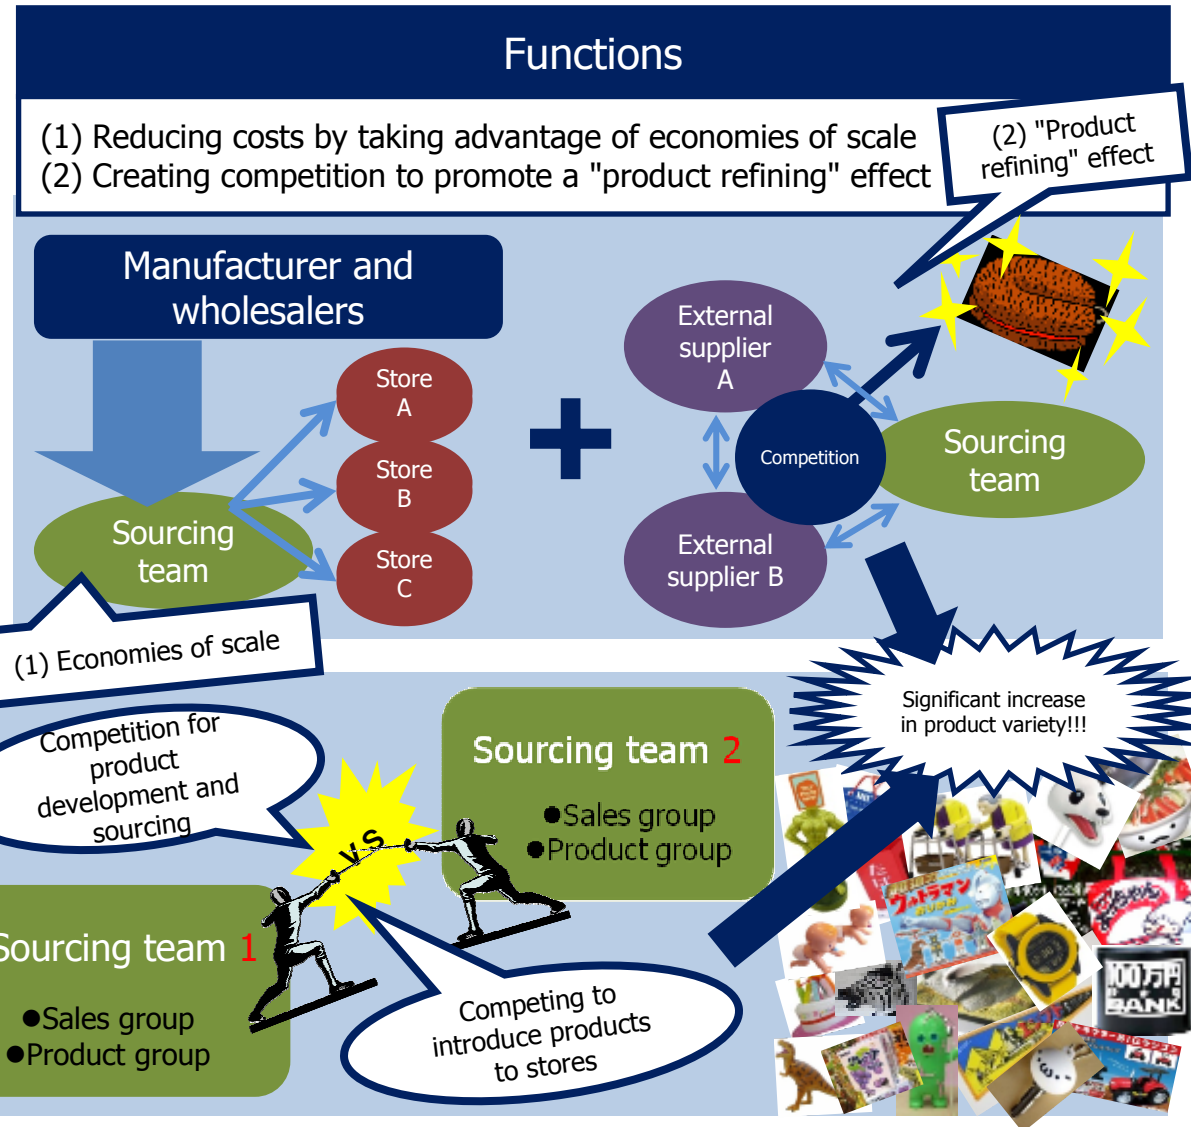 Functions
(1) Reducing costs by taking advantage of economies of scale
(2) Creating competition to promote a "product refining" effect
(2) "Product
refining" effect
Manufacturer and
wholesalers
Store
A
Store
B
Store
C
Sourcing
team
(1) Economies of scale
External
supplier
A
Competition
Sourcing
team
External
supplier B
Significant increase
in product variety!!!
Competition for
product
development and
sourcing
Sourcing team 2
●Sales group
●Product group
VS
Sourcing team 1
●Sales group
●Product group
Competing to
introduce products
to stores
ウルトラマン
100万円
BANK